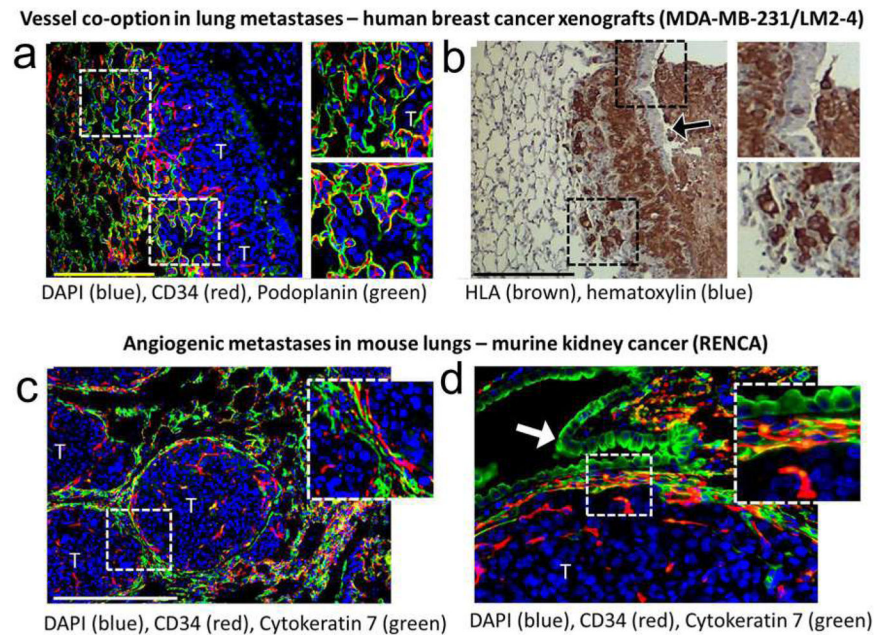 Vessel co-option in lung metastases – human breast cancer xenografts (MDA-MB-231/LM2-4)
a
b
T
T
T
DAPI (blue), CD34 (red), Podoplanin (green)
HLA (brown), hematoxylin (blue)
Angiogenic metastases in mouse lungs – murine kidney cancer (RENCA)
c
d
T
T
T
T
DAPI (blue), CD34 (red), Cytokeratin 7 (green)
DAPI (blue), CD34 (red), Cytokeratin 7 (green)